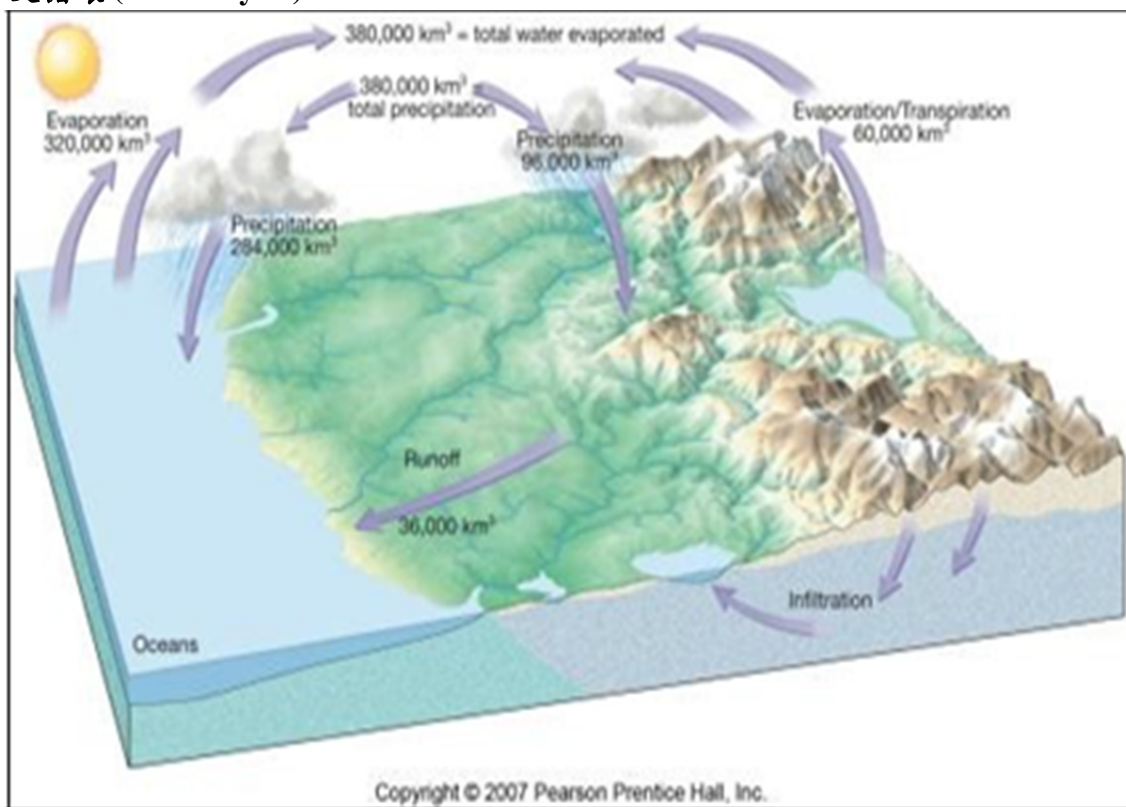 380,000 km³ = total water evaporated
380,000 km³ =
total precipitation
Evaporation
320,000 km³
Evaporation/Transpiration
60,000 km³
Precipitation
96,000 km³
Precipitation
284,000 km³
Runoff
36,000 km³
Infiltration
Oceans
Copyright © 2007 Pearson Prentice Hall, Inc.